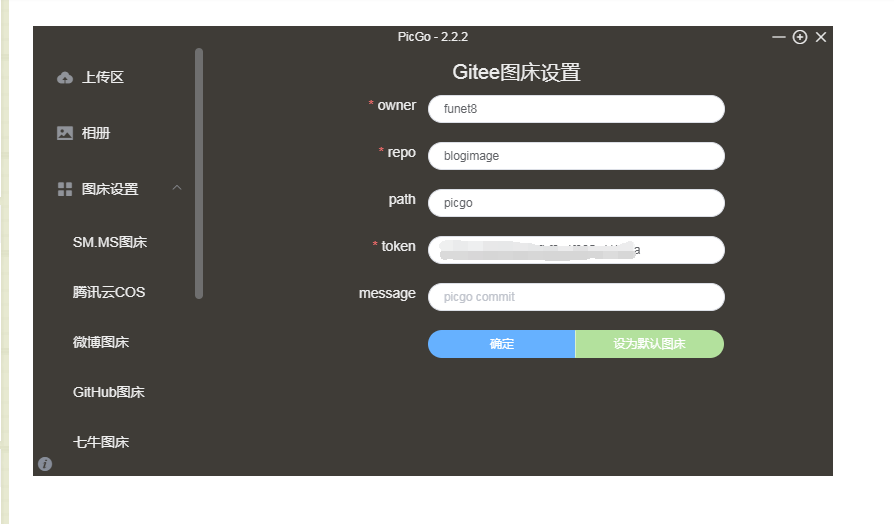 PicGo - 2.2.2
上传区
相册
图床设置
SM.MS图床
腾讯云COS
微博图床
GitHub图床
七牛图床
Gitee图床设置
* owner
funet8
* repo
blogimage
path
picgo
* token
a
message
picgo commit
确定
设为默认图床